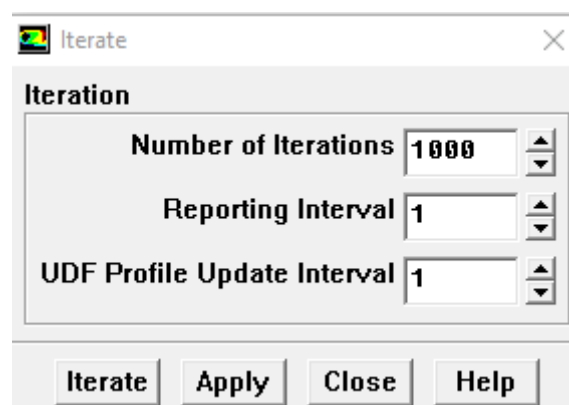 Iterate
Iteration
Number of Iterations 1000
Reporting Interval 1
UDF Profile Update Interval 1
Iterate Apply Close Help